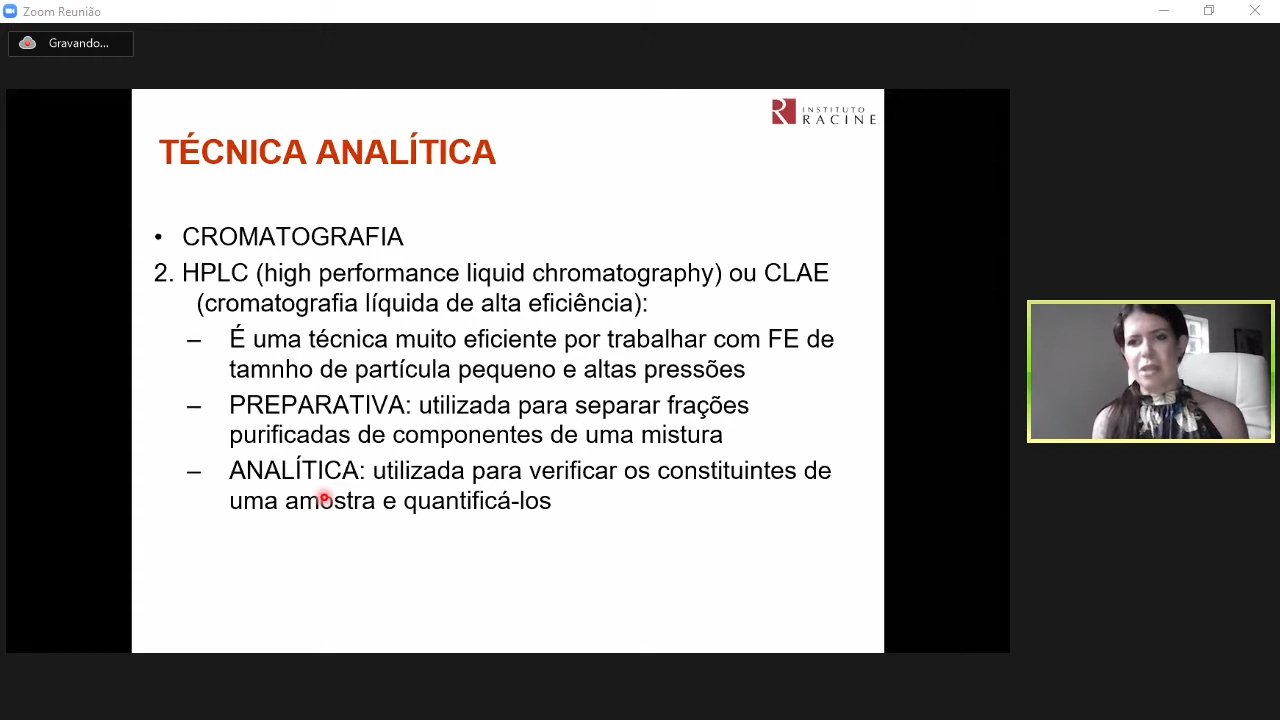 Zoom Reunião
Gravando...
INSTITUTO
RACINE
TÉCNICA ANALÍTICA
• CROMATOGRAFIA
2. HPLC (high performance liquid chromatography) ou CLAE
(cromatografia líquida de alta eficiência):
– É uma técnica muito eficiente por trabalhar com FE de
tamnho de partícula pequeno e altas pressões
– PREPARATIVA: utilizada para separar frações
purificadas de componentes de uma mistura
– ANALÍTICA: utilizada para verificar os constituintes de
uma amostra e quantificá-los